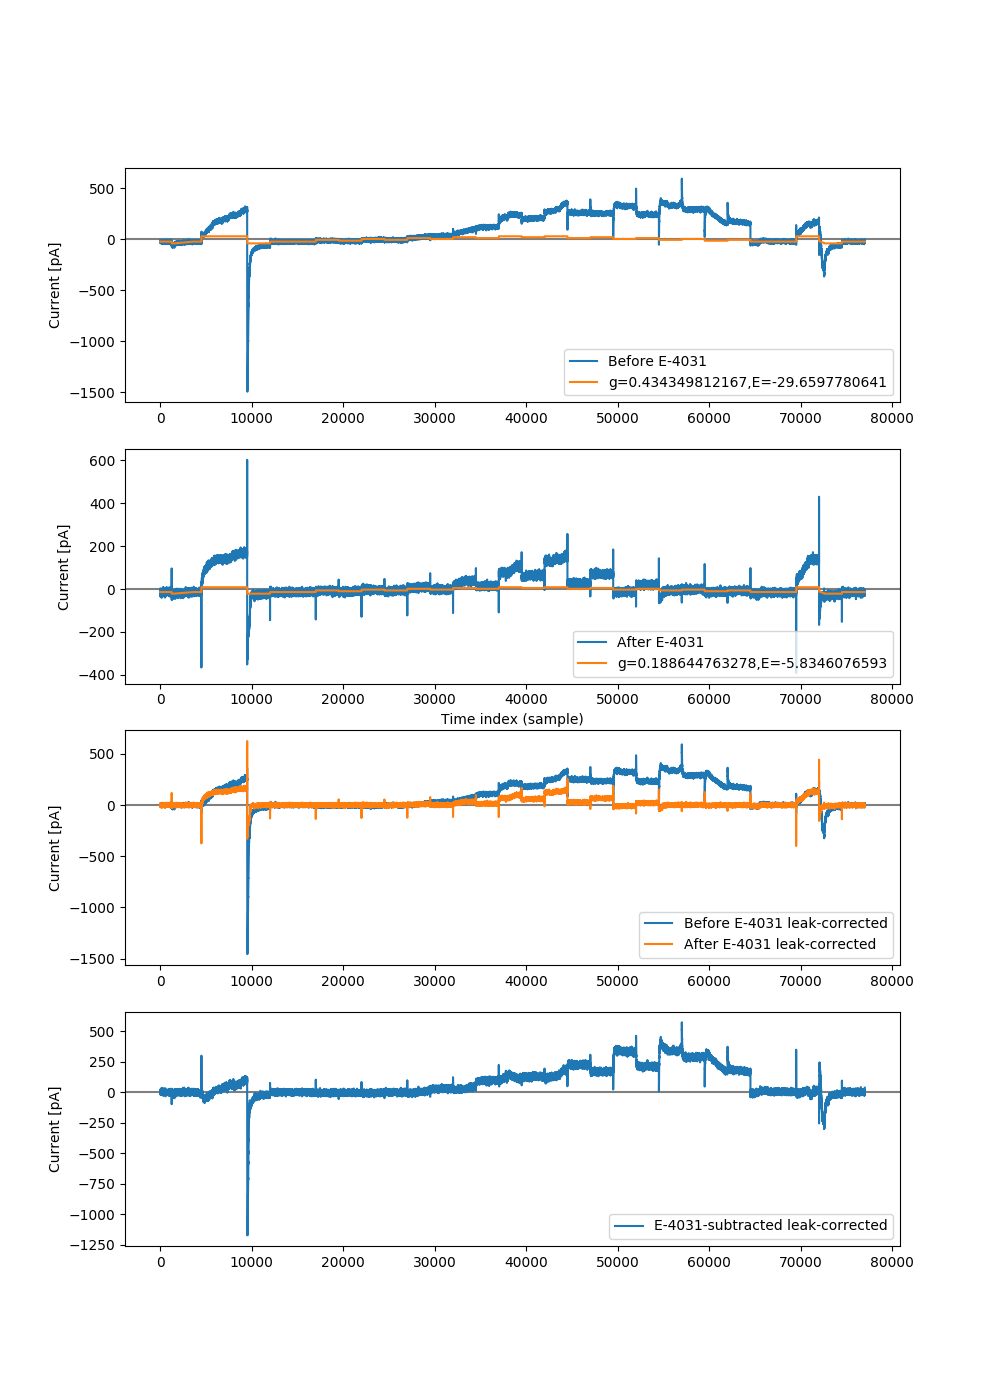 500
0
−500
−1000
−1500
Current [pA]
Before E-4031
g=0.434349812167,E=-29.6597780641
0 10000 20000 30000 40000 50000 60000 70000 80000
600
400
200
0
−200
−400
Current [pA]
After E-4031
g=0.188644763278,E=-5.8346076593
0 10000 20000 30000 40000 50000 60000 70000 80000
Time index (sample)
500
0
−500
−1000
−1500
Current [pA]
Before E-4031 leak-corrected
After E-4031 leak-corrected
0 10000 20000 30000 40000 50000 60000 70000 80000
500
250
0
−250
−500
−750
−1000
−1250
Current [pA]
E-4031-subtracted leak-corrected
0 10000 20000 30000 40000 50000 60000 70000 80000